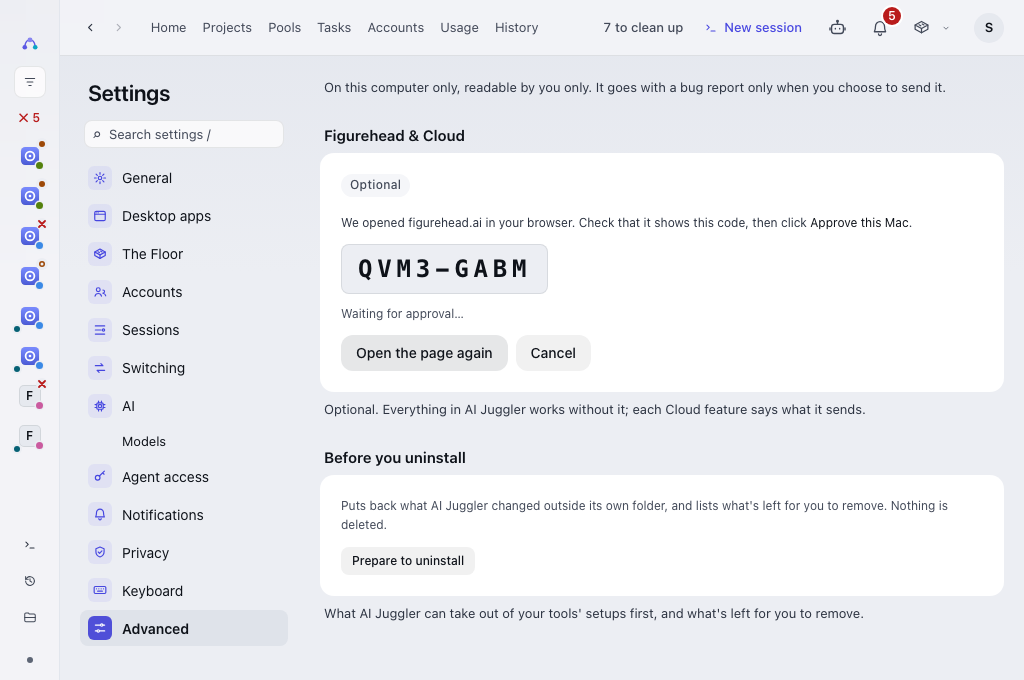 Home Projects Pools Tasks Accounts Usage History 7 to clean up New session 5 S
5
F
F
Settings
Search settings /
General
Desktop apps
The Floor
Accounts
Sessions
Switching
AI
Models
Agent access
Notifications
Privacy
Keyboard
Advanced
On this computer only, readable by you only. It goes with a bug report only when you choose to send it.
Figurehead & Cloud
Optional
We opened figurehead.ai in your browser. Check that it shows this code, then click Approve this Mac.
QVM3–GABM
Waiting for approval…
Open the page again Cancel
Optional. Everything in AI Juggler works without it; each Cloud feature says what it sends.
Before you uninstall
Puts back what AI Juggler changed outside its own folder, and lists what's left for you to remove. Nothing is
deleted.
Prepare to uninstall
What AI Juggler can take out of your tools' setups first, and what's left for you to remove.